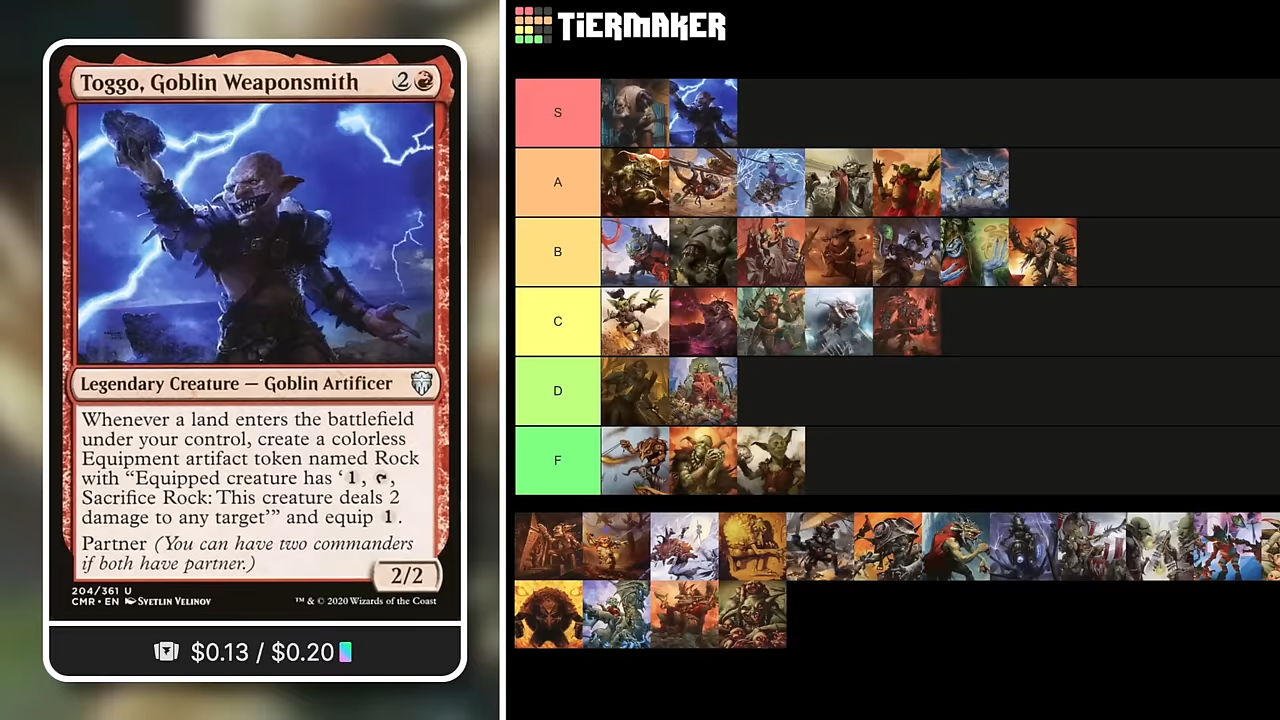 Toggo, Goblin Weaponsmith 2
Legendary Creature — Goblin Artificer
Whenever a land enters the battlefield
under your control, create a colorless
Equipment artifact token named Rock
with “Equipped creature has ‘1, ,
Sacrifice Rock: This creature deals 2
damage to any target’” and equip 1.
Partner (You can have two commanders
if both have partner.)
2/2
204/361 U
CMR • EN Svetlin Velinov
™ & © 2020 Wizards of the Coast
$0.13 / $0.20
TiERMAKER
S
A
B
C
D
F